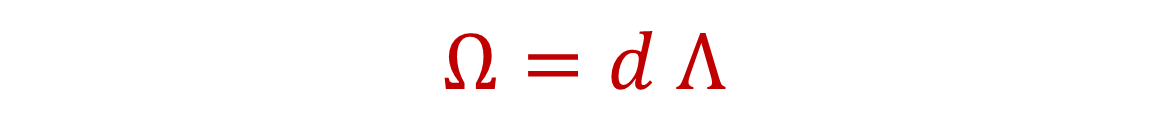 Ω = d Λ